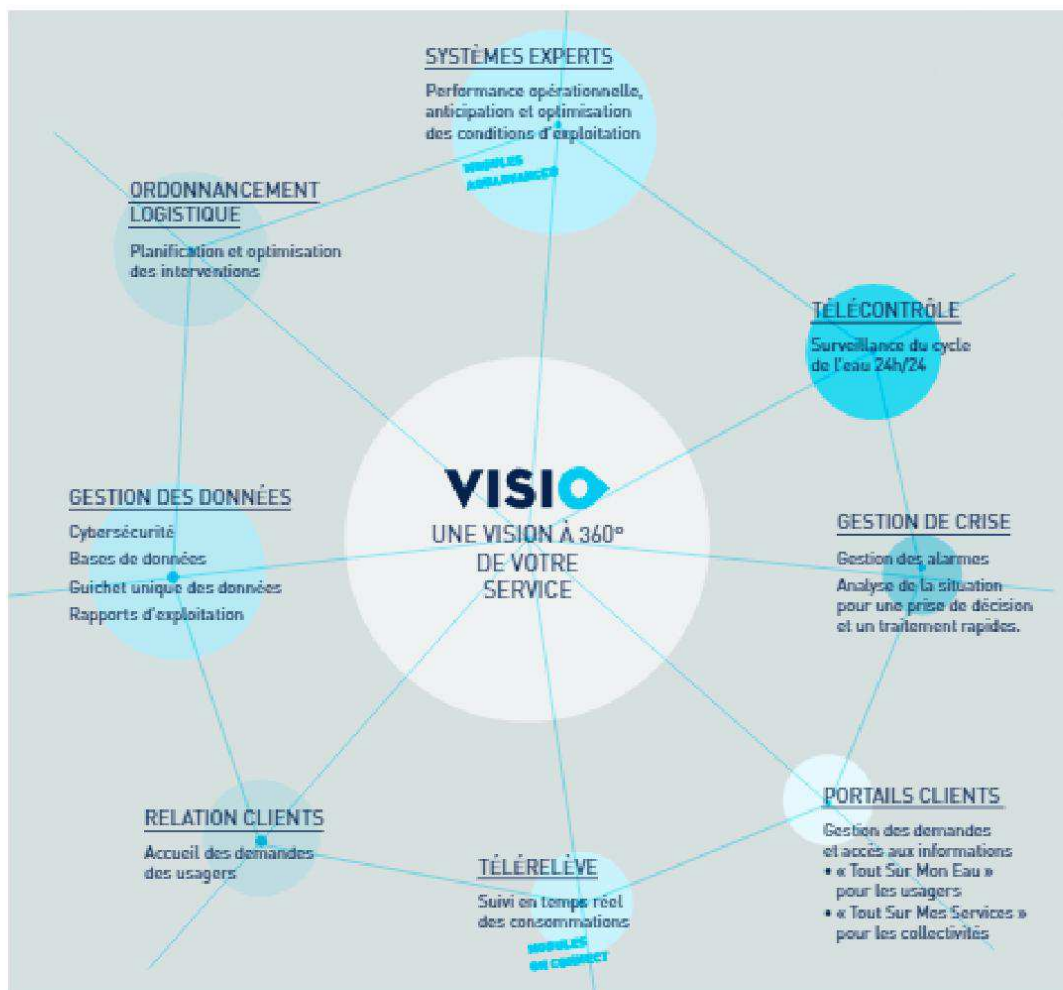 SYSTÈMES EXPERTS
Performance opérationnelle,
anticipation et optimisation
des conditions d'exploitation
MODULES
AQUADVANCED
ORDONNANCEMENT
LOGISTIQUE
Planification et optimisation
des interventions
TÉLÉCONTRÔLE
Surveillance du cycle
de l'eau 24h/24
VISIO
UNE VISION À 360°
DE VOTRE
SERVICE
GESTION DES DONNÉES
Cybersécurité
Bases de données
Guichet unique des données
Rapports d'exploitation
GESTION DE CRISE
Gestion des alarmes
Analyse de la situation
pour une prise de décision
et un traitement rapides.
RELATION CLIENTS
Accueil des demandes
des usagers
TÉLÉRELÈVE
Suivi en temps réel
des consommations
MODULES
ON CONNECT
PORTAILS CLIENTS
Gestion des demandes
et accès aux informations
• « Tout Sur Mon Eau »
pour les usagers
• « Tout Sur Mes Services »
pour les collectivités